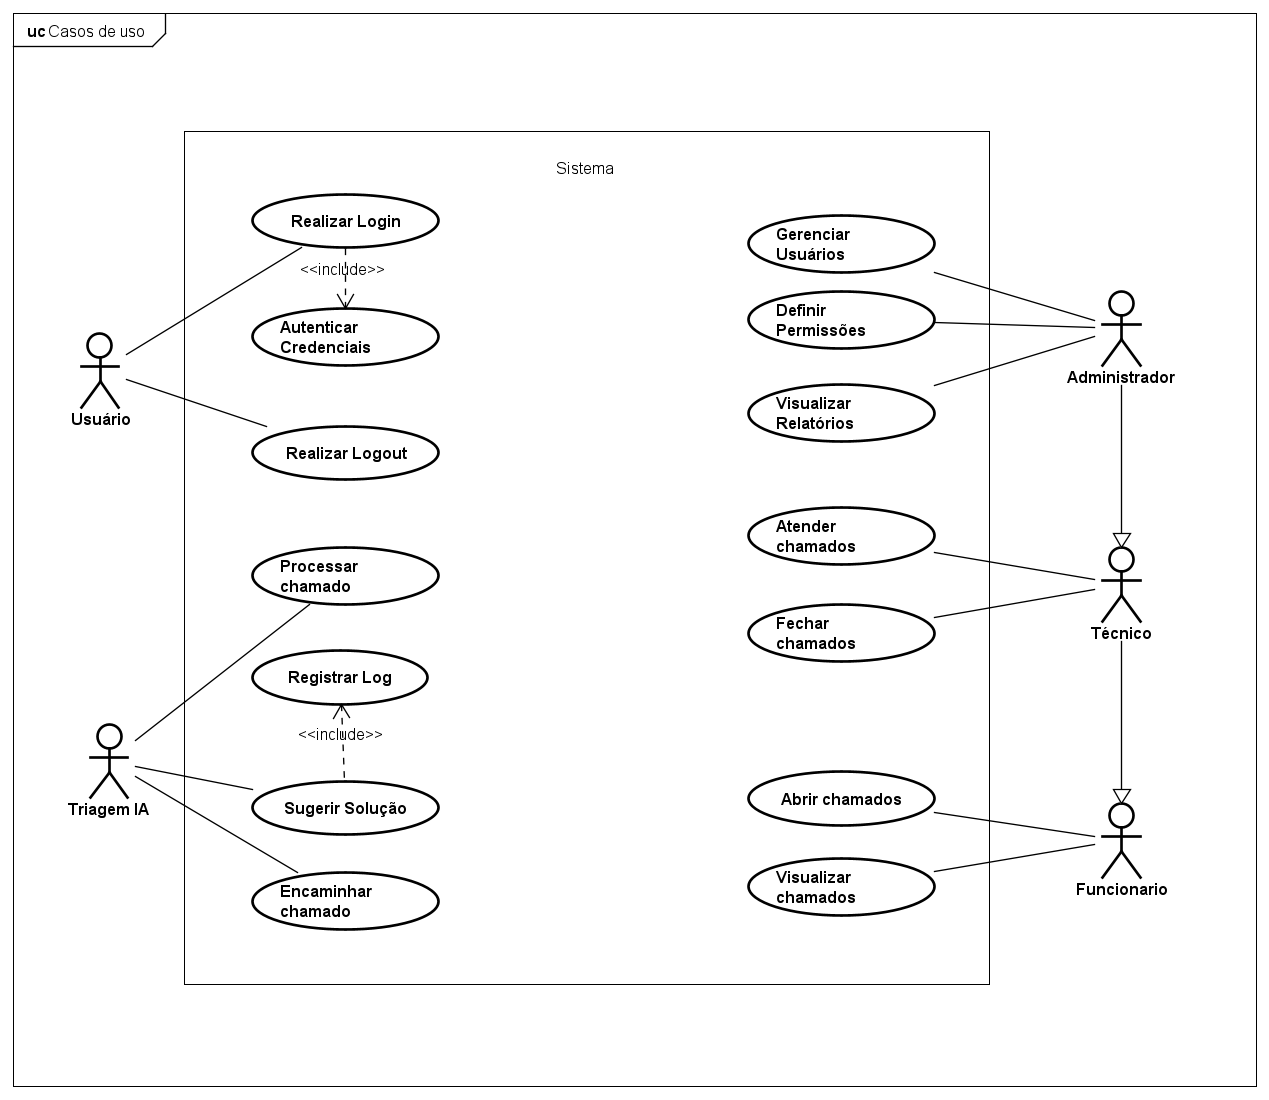 uc Casos de uso
Sistema
Realizar Login
<<include>>
Autenticar
Credenciais
Realizar Logout
Usuário
Processar
chamado
Registrar Log
<<include>>
Sugerir Solução
Encaminhar
chamado
Triagem IA
Gerenciar
Usuários
Definir
Permissões
Visualizar
Relatórios
Administrador
Atender
chamados
Fechar
chamados
Técnico
Abrir chamados
Visualizar
chamados
Funcionario